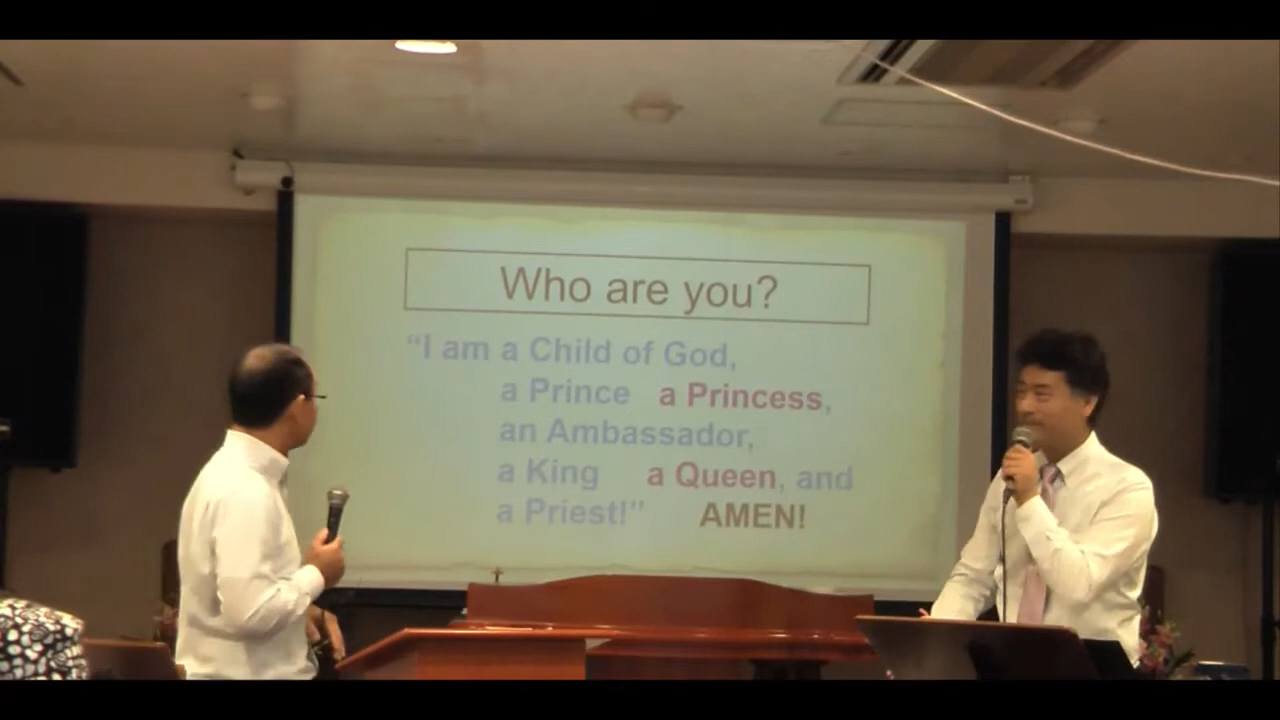 Who are you?
“I am a Child of God,
a Prince a Princess,
an Ambassador,
a King a Queen, and
a Priest!” AMEN!